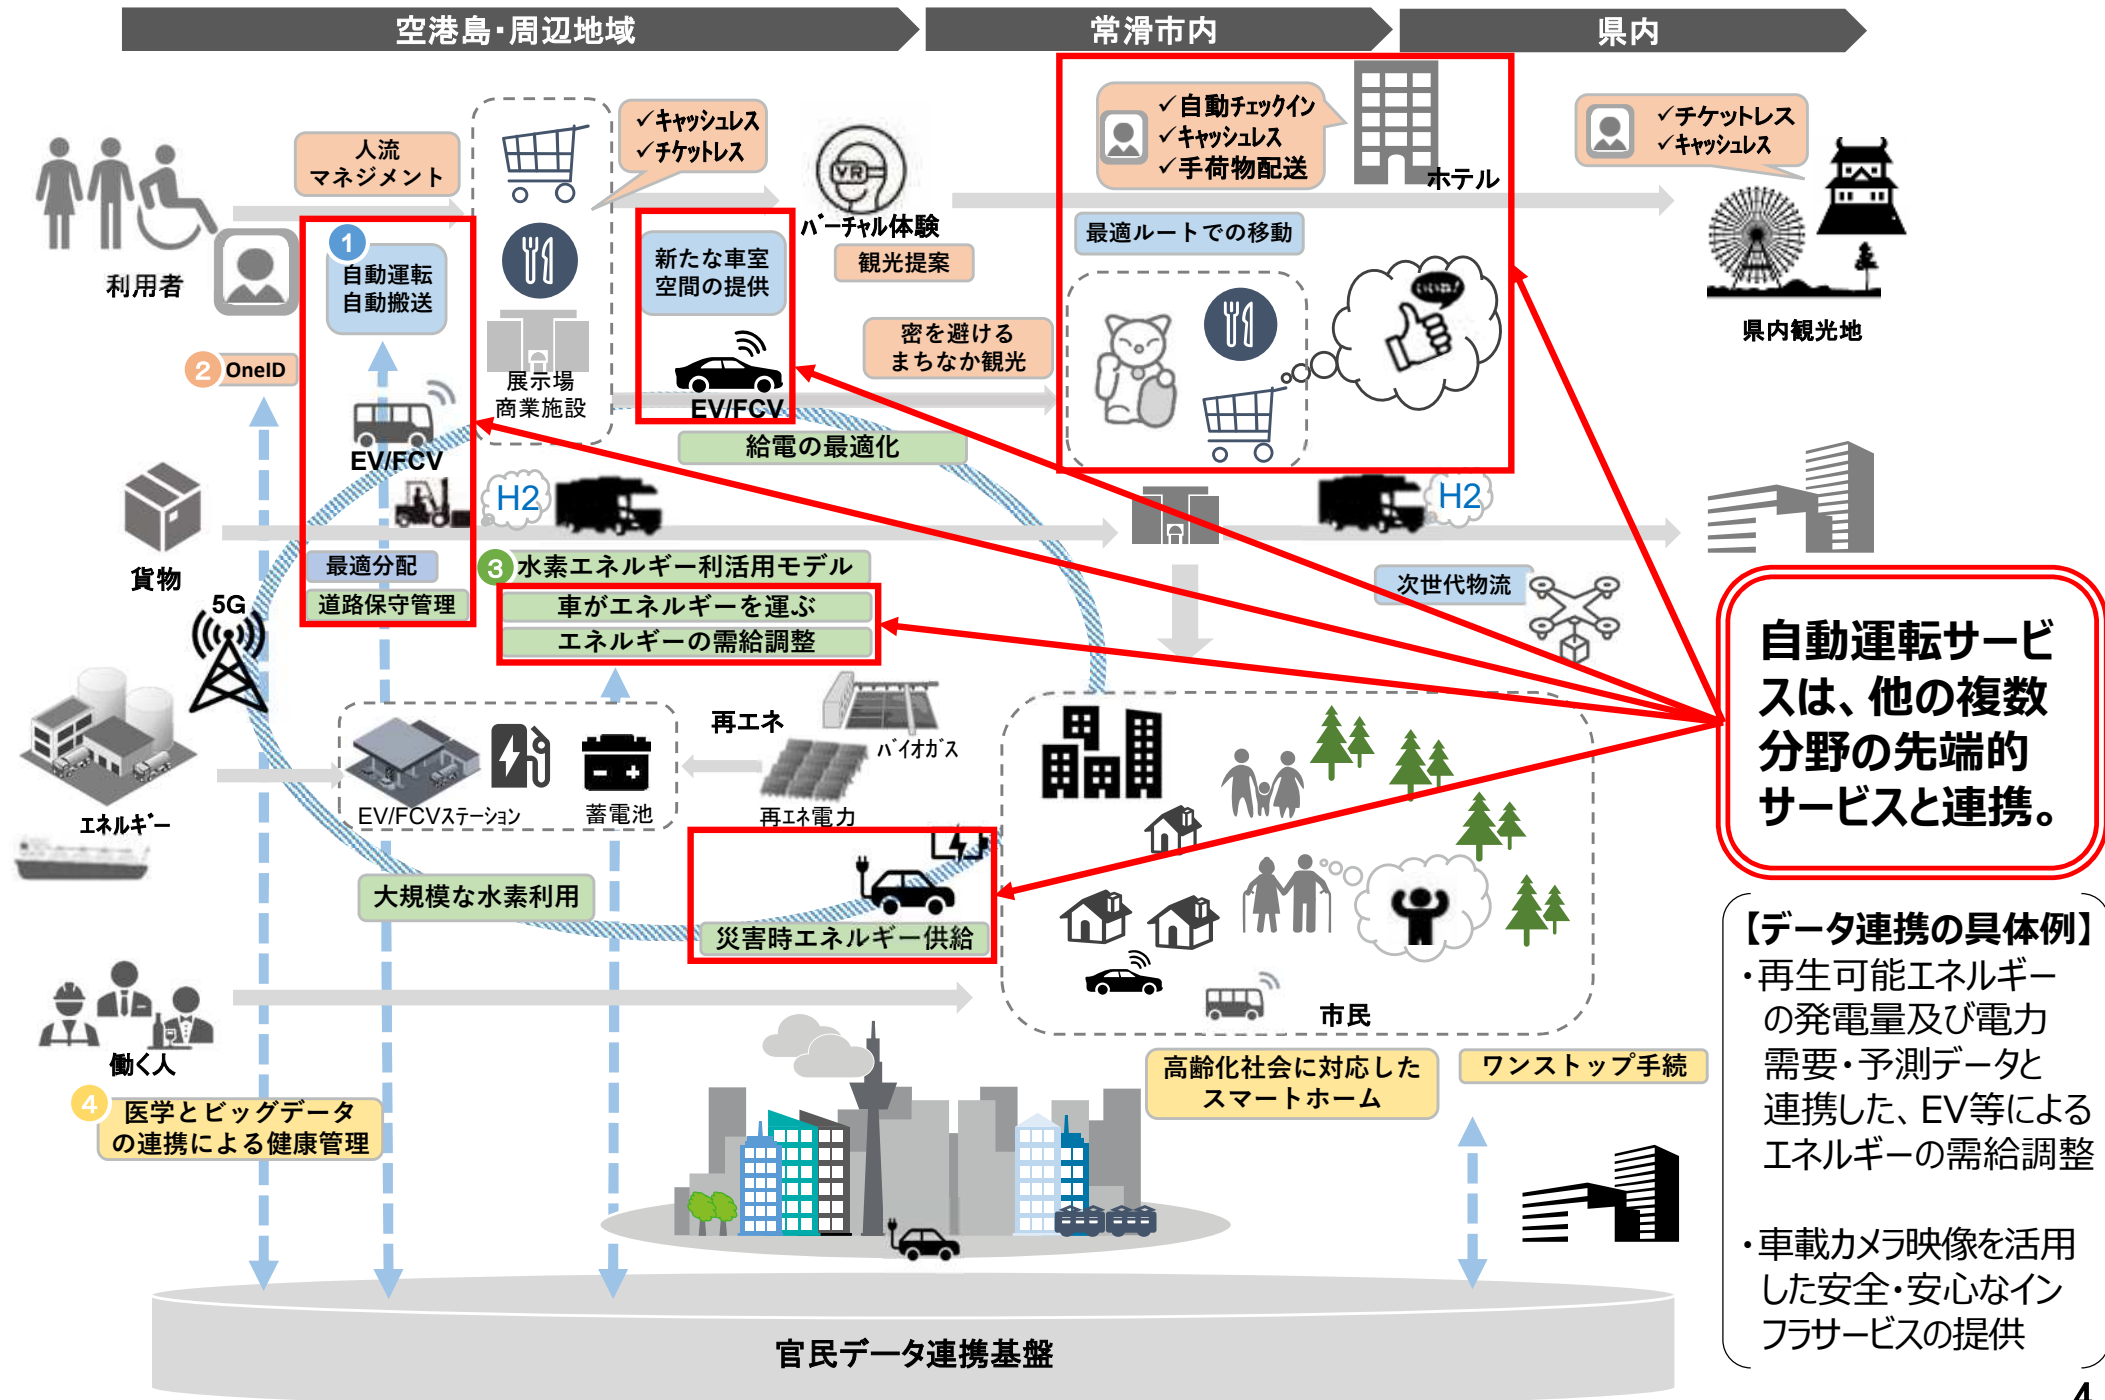 空港島・周辺地域
常滑市内
県内
利用者
人流
マネジメント
✓キャッシュレス
✓チケットレス
VR
バーチャル体験
観光提案
✓自動チェックイン
✓キャッシュレス
✓手荷物配送
ホテル
✓チケットレス
✓キャッシュレス
県内観光地
1
自動運転
自動搬送
2
OneID
EV/FCV
展示場
商業施設
新たな車室
空間の提供
EV/FCV
給電の最適化
密を避ける
まちなか観光
最適ルートでの移動
いいね!
貨物
H2
H2
最適分配
道路保守管理
3
水素エネルギー利活用モデル
車がエネルギーを運ぶ
エネルギーの需給調整
次世代物流
5G
エネルギー
EV/FCVステーション
蓄電池
再エネ
バイオガス
再エネ電力
大規模な水素利用
災害時エネルギー供給
市民
働く人
4
医学とビッグデータ
の連携による健康管理
高齢化社会に対応した
スマートホーム
ワンストップ手続
官民データ連携基盤
自動運転サービ
スは、他の複数
分野の先端的
サービスと連携。
【データ連携の具体例】
・再生可能エネルギー
の発電量及び電力
需要・予測データと
連携した、EV等による
エネルギーの需給調整
・車載カメラ映像を活用
した安全・安心なイン
フラサービスの提供
4